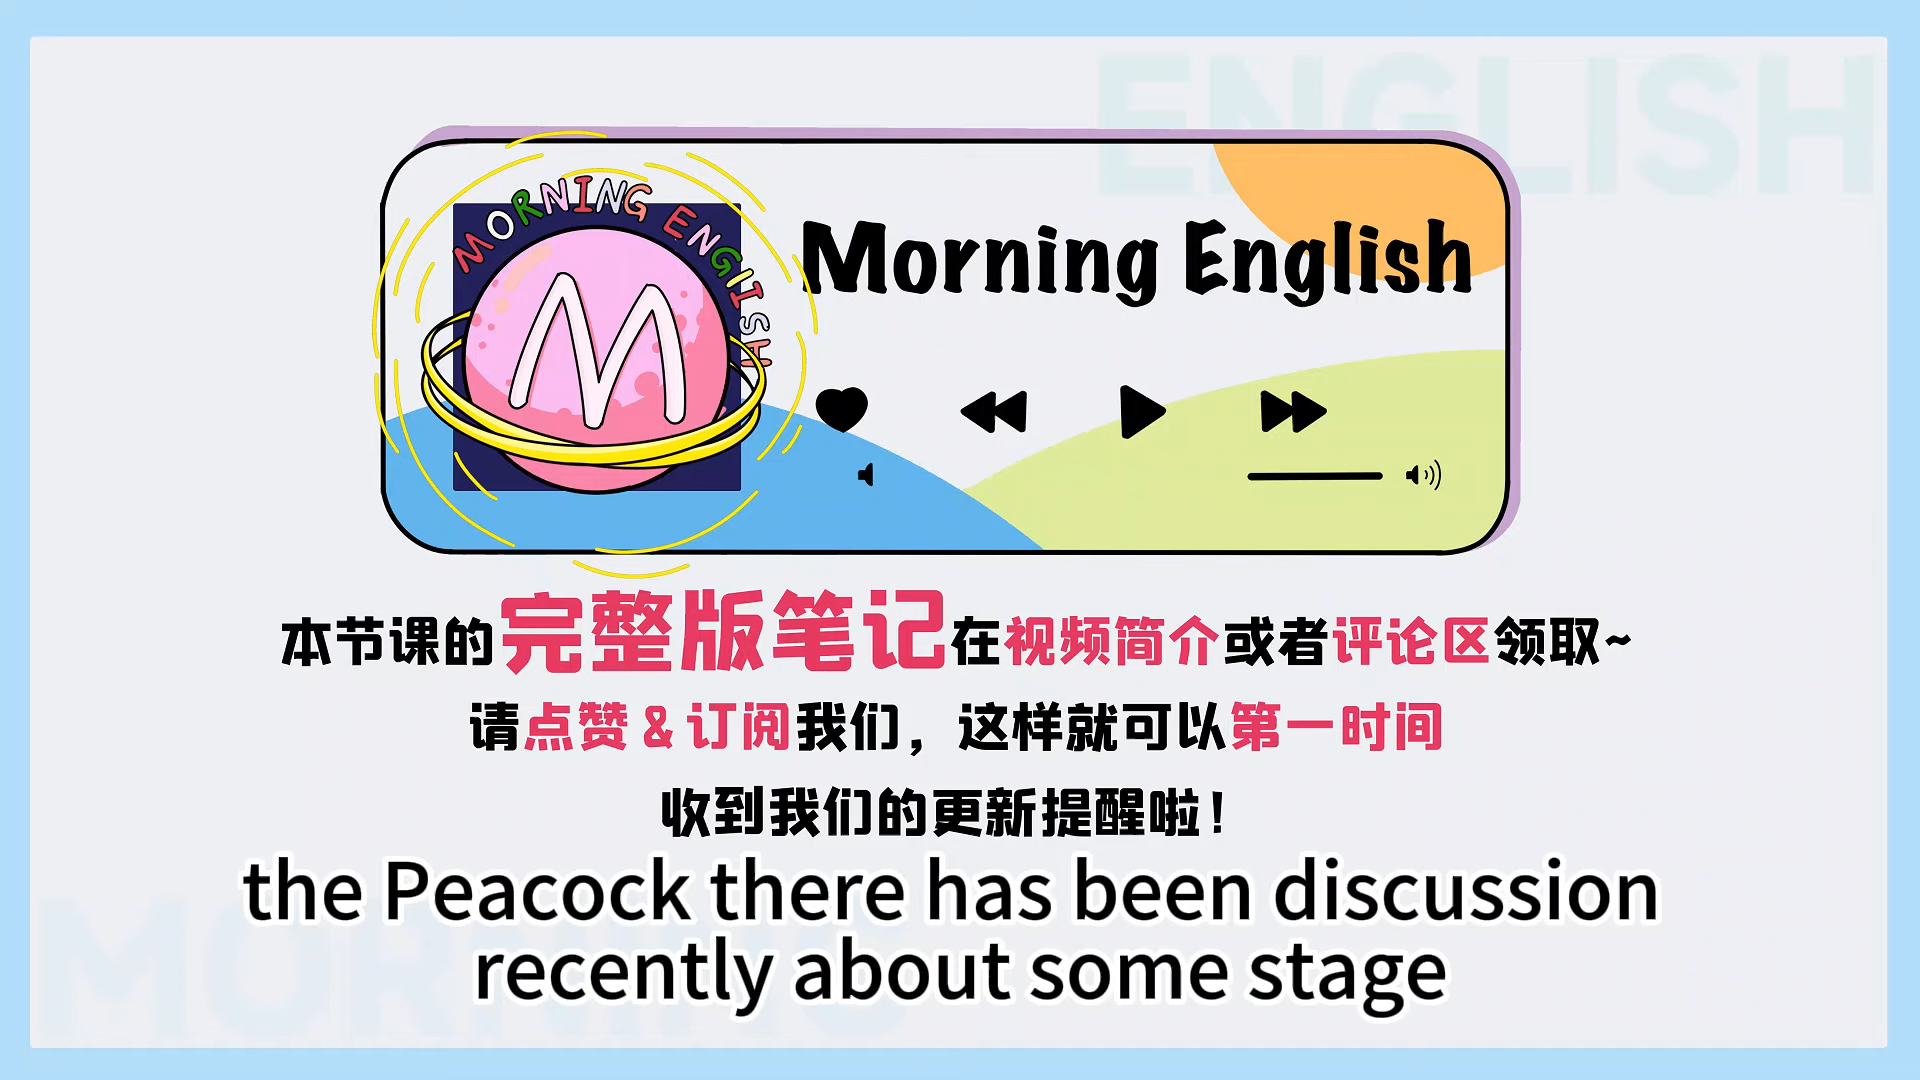 ENGLISH
MORNING ENGLISH
M
Morning English
本节课的完整版笔记在视频简介或者评论区领取~
请点赞&订阅我们，这样就可以第一时间
收到我们的更新提醒啦！
the Peacock there has been discussion
recently about some stage
MORNING